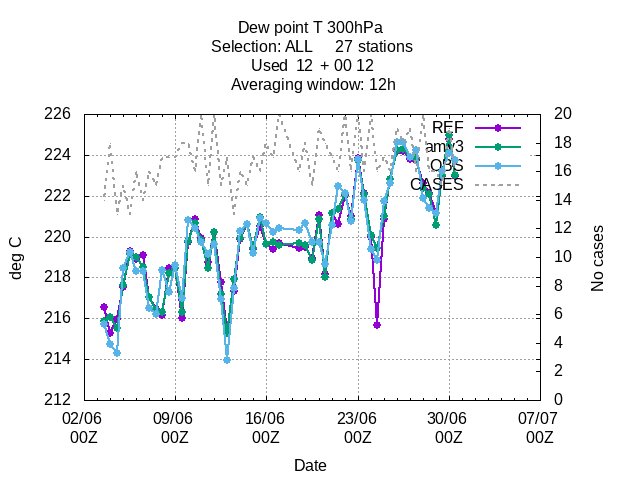 Dew point T 300hPa
Selection: ALL 27 stations
Used 12 + 00 12
Averaging window: 12h
226
224
222
220
218
216
214
212
deg C
20
18
16
14
12
10
8
6
4
2
0
No cases
REF
amv3
OBS
CASES
02/06 09/06 16/06 23/06 30/06 07/07
00Z 00Z 00Z 00Z 00Z 00Z
Date